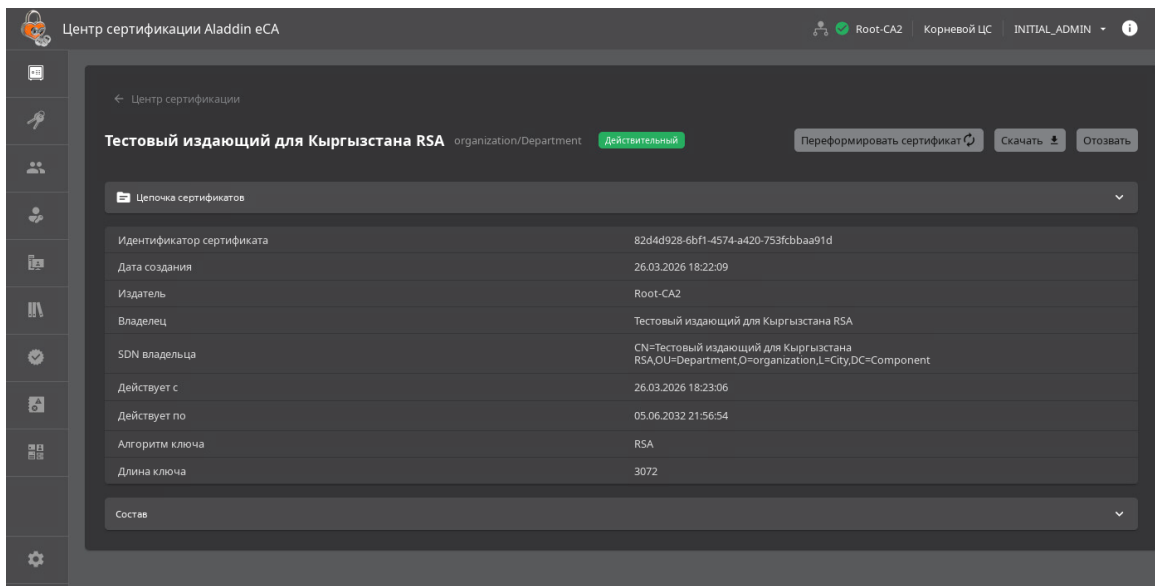 Центр сертификации Aladdin eCA
Root-CA2
Корневой ЦС
INITIAL_ADMIN
← Центр сертификации
Тестовый издающий для Кыргызстана RSA organization/Department Действительный
Переформировать сертификат
Скачать
Отозвать
Цепочка сертификатов
Идентификатор сертификата 82d4d928-6bf1-4574-a420-753fcbbaa91d
Дата создания 26.03.2026 18:22:09
Издатель Root-CA2
Владелец Тестовый издающий для Кыргызстана RSA
SDN владельца CN=Тестовый издающий для Кыргызстана
RSA,OU=Department,O=organization,L=City,DC=Component
Действует с 26.03.2026 18:23:06
Действует по 05.06.2032 21:56:54
Алгоритм ключа RSA
Длина ключа 3072
Состав